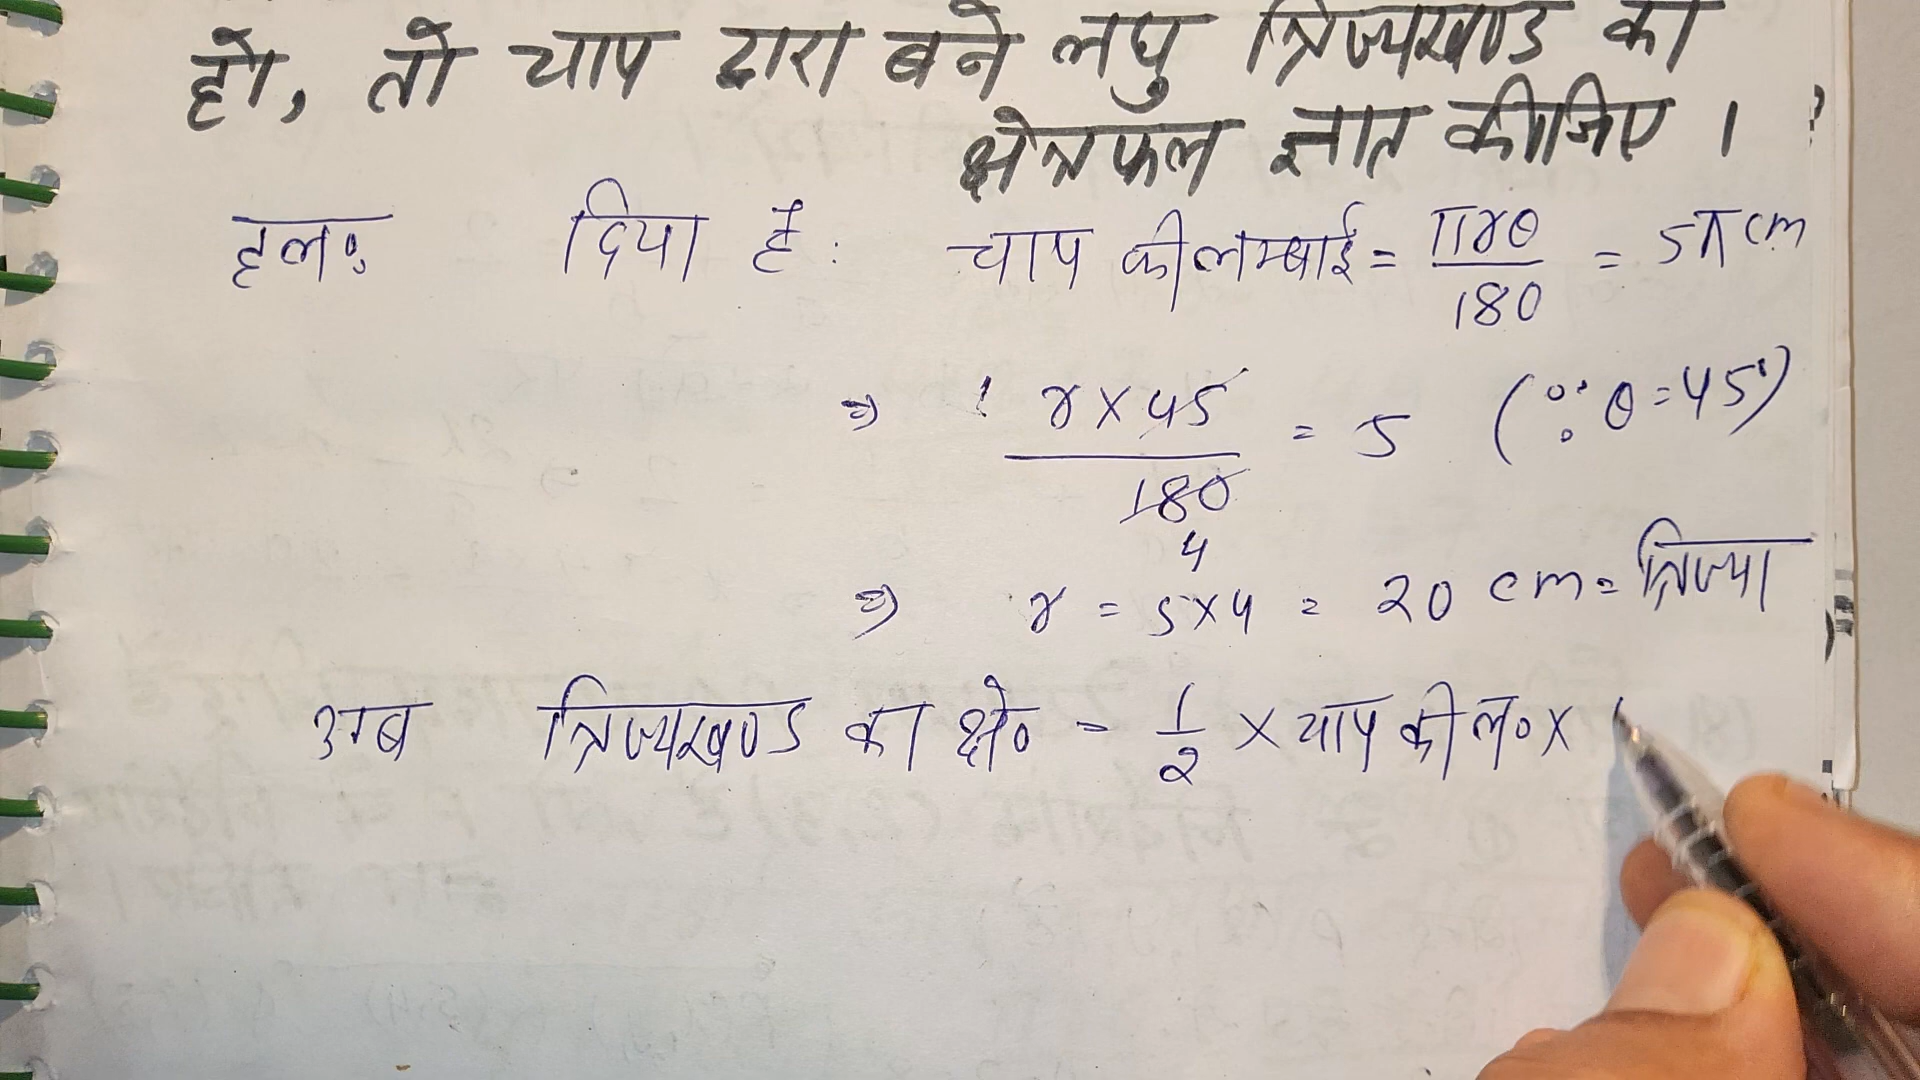 हो, तो चाप द्वारा बने लघु त्रिज्यखण्ड का
क्षेत्रफल ज्ञात कीजिए ।
हल० दिया है: चाप की लम्बाई = πrθ/180 = 5π cm
⇒ r × 45/180 = 5 (∵ θ = 45°)
4
⇒ r = 5×4 = 20 cm = त्रिज्या
अब त्रिज्यखण्ड का क्षे० = 1/2 × चाप की ल० ×